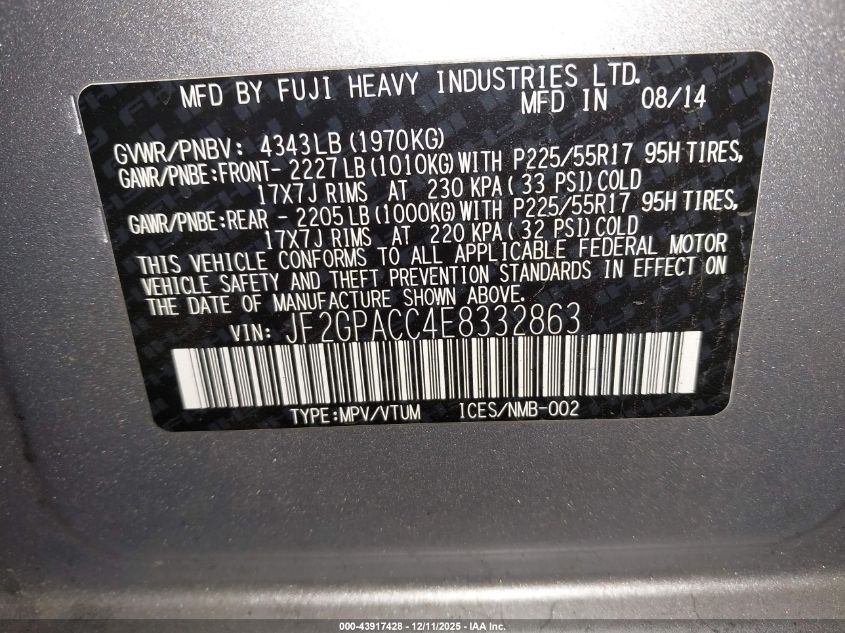 MFD BY FUJI HEAVY INDUSTRIES LTD.
MFD IN 08/14
GVWR/PNBV: 4343LB(1970KG)
GAWR/PNBE:FRONT- 2227LB(1010KG)WITH P225/55R17 95H TIRES,
17X7J RIMS AT 230 KPA( 33 PSI)COLD
GAWR/PNBE:REAR - 2205LB(1000KG)WITH P225/55R17 95H TIRES,
17X7J RIMS AT 220 KPA( 32 PSI)COLD
THIS VEHICLE CONFORMS TO ALL APPLICABLE FEDERAL MOTOR
VEHICLE SAFETY AND THEFT PREVENTION STANDARDS IN EFFECT ON
THE DATE OF MANUFACTURE SHOWN ABOVE.
VIN: JF2GPACC4E8332863
TYPE:MPV/VTUM ICES/NMB-002
000-43917428 - 12/11/2025 - IAA Inc.